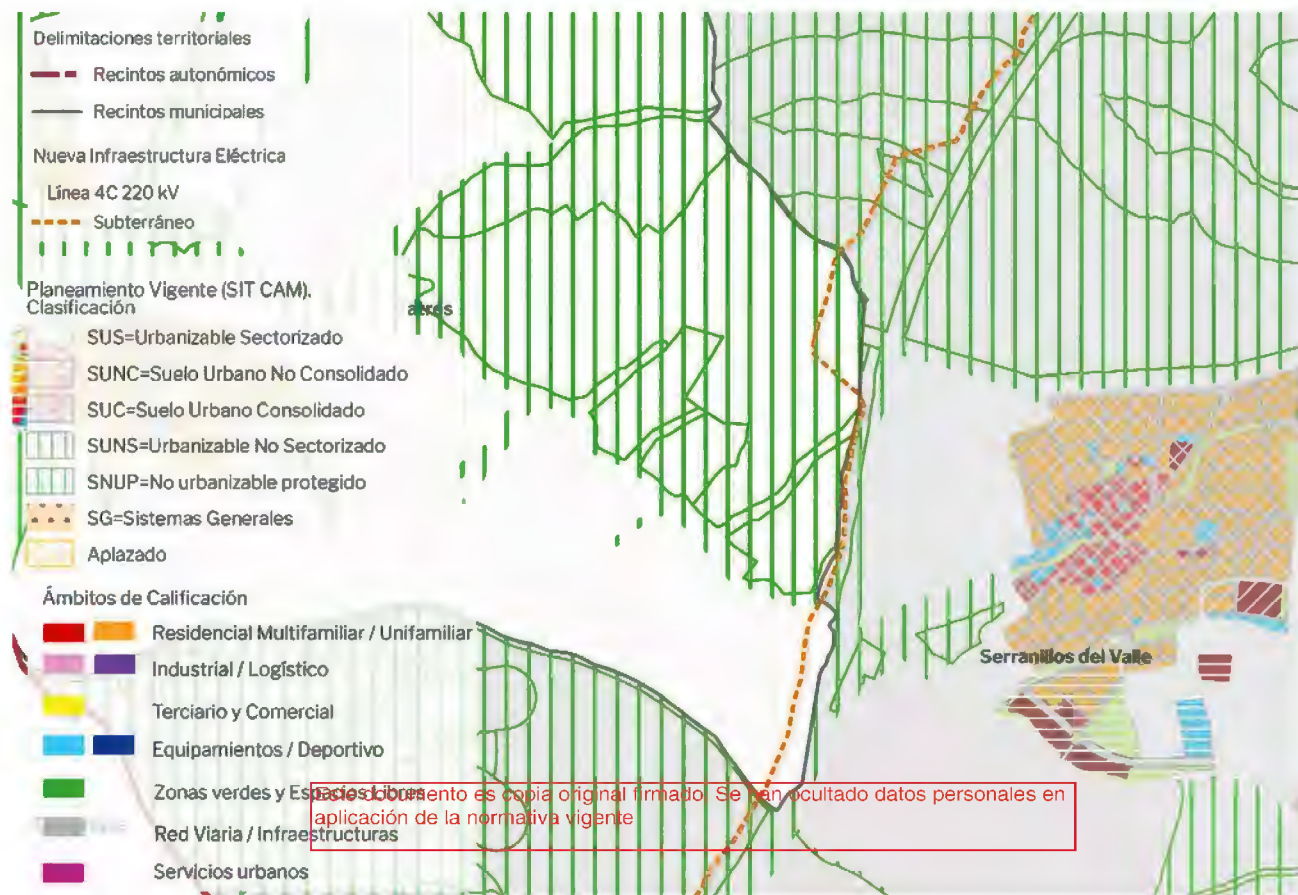 Delimitaciones territoriales
Recintos autonómicos
Recintos municipales
Nueva Infraestructura Eléctrica
Línea 4C 220 kV
Subterráneo
Planeamiento Vigente (SIT CAM).
Clasificación
SUS=Urbanizable Sectorizado
SUNC=Suelo Urbano No Consolidado
SUC=Suelo Urbano Consolidado
SUNS=Urbanizable No Sectorizado
SNUP=No urbanizable protegido
SG=Sistemas Generales
Aplazado
Ámbitos de Calificación
Residencial Multifamiliar / Unifamiliar
Industrial / Logístico
Terciario y Comercial
Equipamientos / Deportivo
Zonas verdes y Espacios Libres
Red Viaria / Infraestructuras
Servicios urbanos
Serranillos del Valle
Este documento es copia original firmado. Se han ocultado datos personales en
aplicación de la normativa vigente